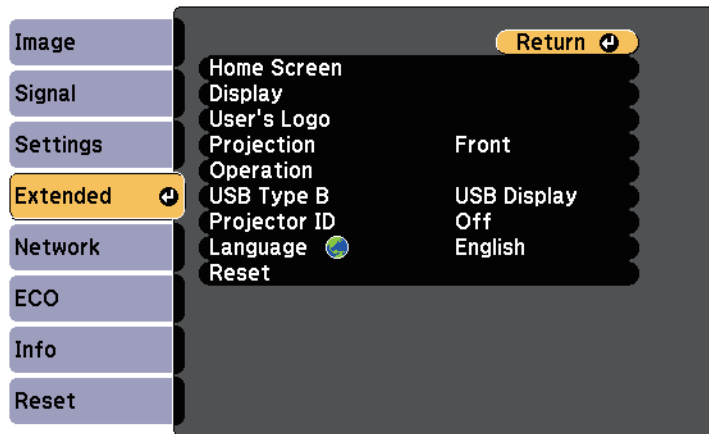 Image
Signal
Settings
Extended
Network
ECO
Info
Reset
Return
Home Screen
Display
User's Logo
Projection Front
Operation
USB Type B USB Display
Projector ID Off
Language English
Reset